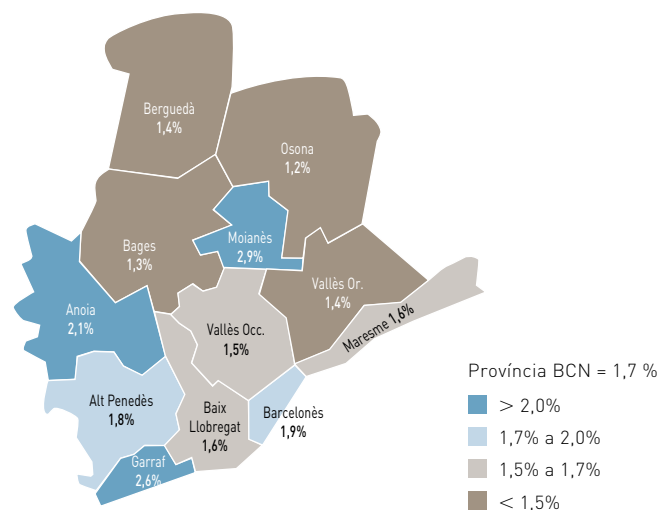 Berguedà
1,4%
Osona
1,2%
Bages
1,3%
Moianès
2,9%
Vallès Or.
1,4%
Anoia
2,1%
Vallès Occ.
1,5%
Maresme 1,6%
Alt Penedès
1,8%
Baix
Llobregat
1,6%
Barcelonès
1,9%
Garraf
2,6%
Província BCN = 1,7 %
> 2,0%
1,7% a 2,0%
1,5% a 1,7%
< 1,5%